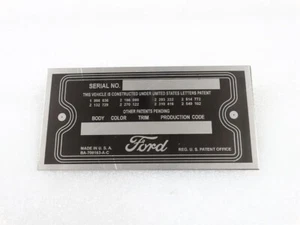 SERIAL NO.
THIS VEHICLE IS CONSTRUCTED UNDER UNITED STATES LETTERS PATENT
OTHER PATENTS PENDING
BODY COLOR TRIM PRODUCTION CODE
Ford
MADE IN U.S.A.
REG. U.S. PATENT OFFICE